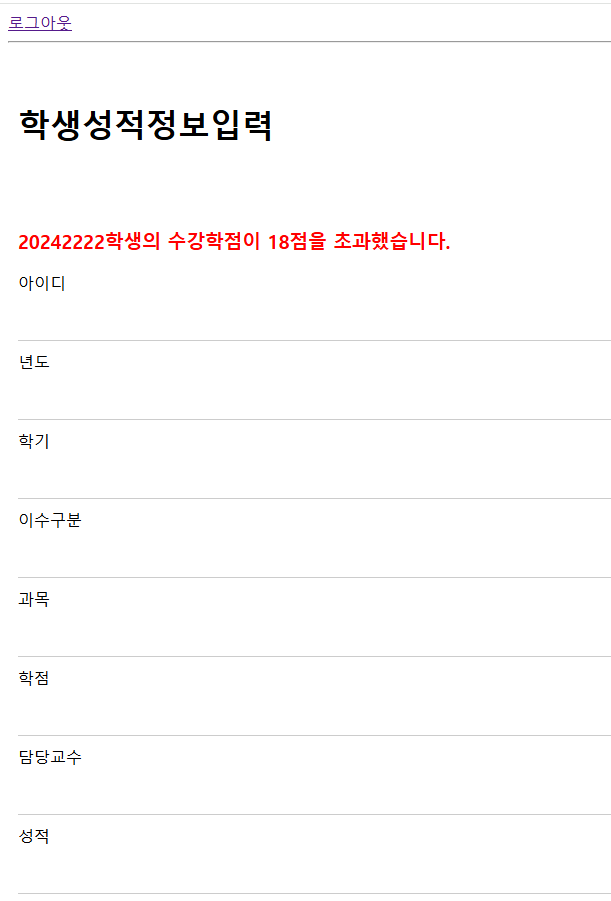 로그아웃
학생성적정보입력
20242222학생의 수강학점이 18점을 초과했습니다.
아이디
년도
학기
이수구분
과목
학점
담당교수
성적